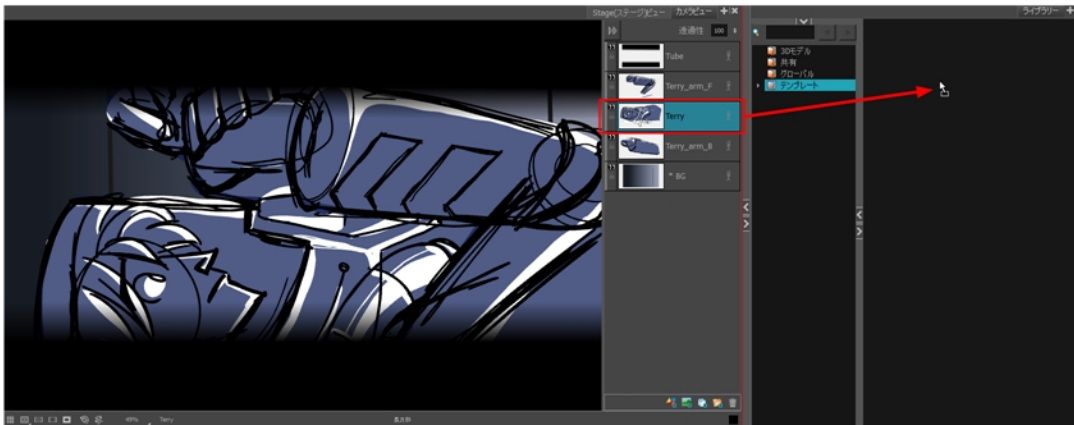 Stage(ステージ)ビュー カメラビュー
ライブラリー
透過性 100
Tube
Terry_arm_F
Terry
Terry_arm_B
* BG
3Dモデル
共有
グローバル
テンプレート
Terry